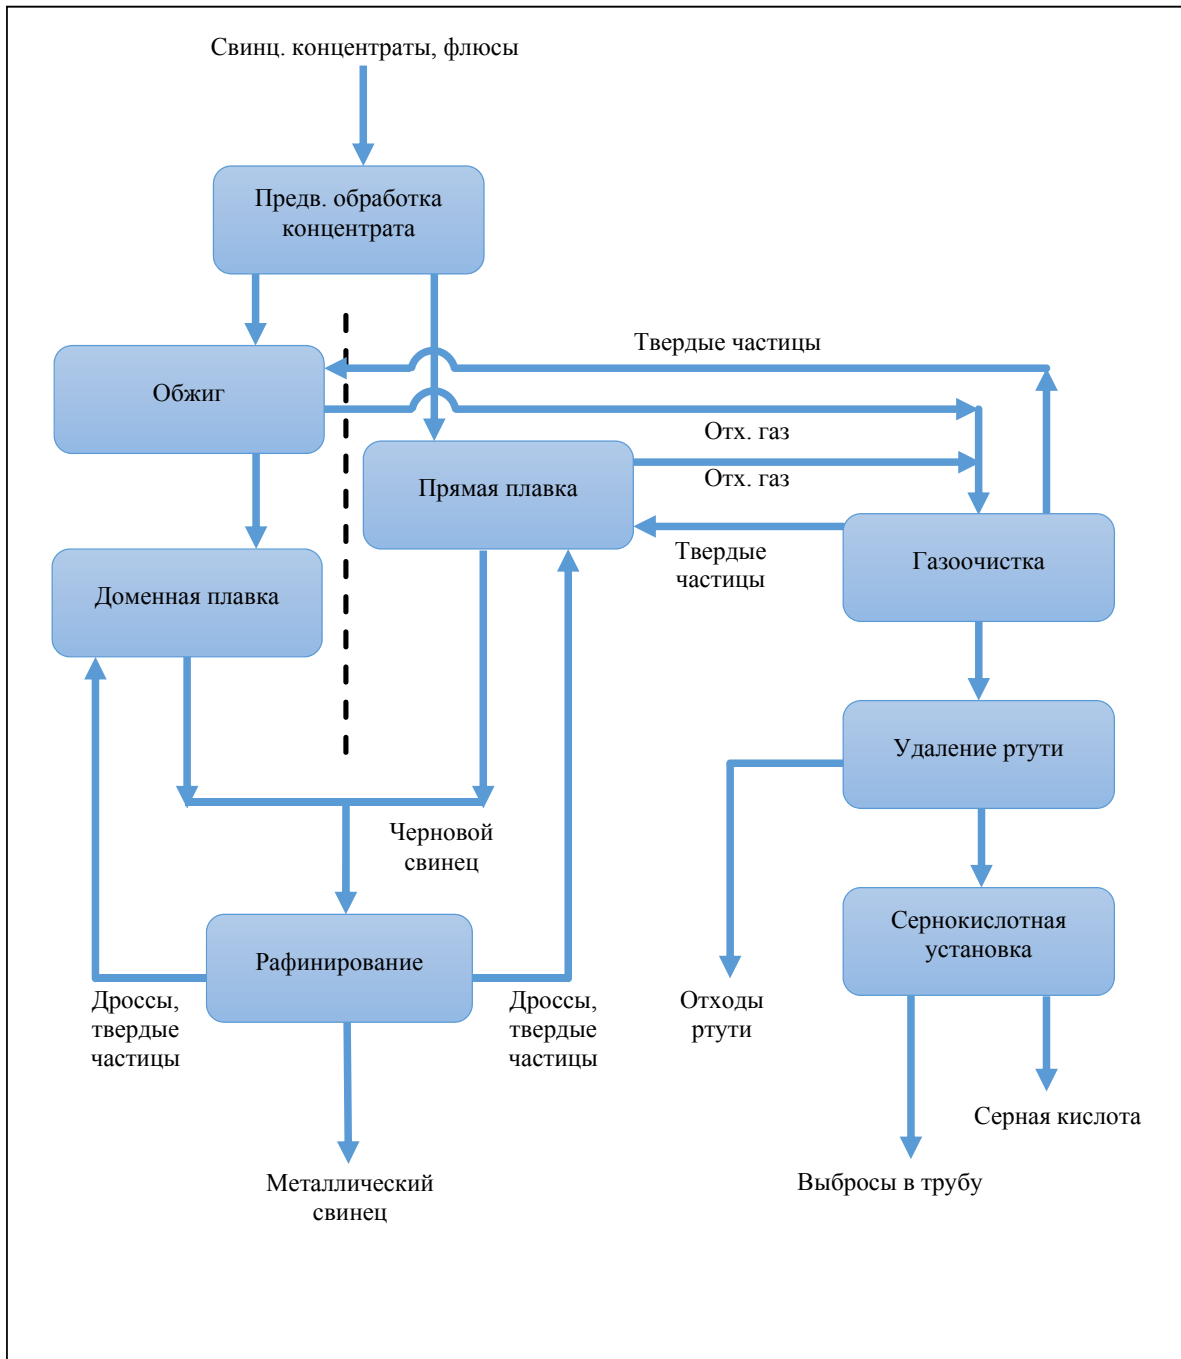 Свинц. концентраты, флюсы
Предв. обработка
концентрата
Твердые частицы
Обжиг
Отх. газ
Отх. газ
Прямая плавка
Твердые
частицы
Газоочистка
Доменная плавка
Удаление ртути
Черновой
свинец
Сернокислотная
установка
Рафинирование
Дроссы,
твердые
частицы
Дроссы,
твердые
частицы
Отходы
ртути
Серная кислота
Металлический
свинец
Выбросы в трубу